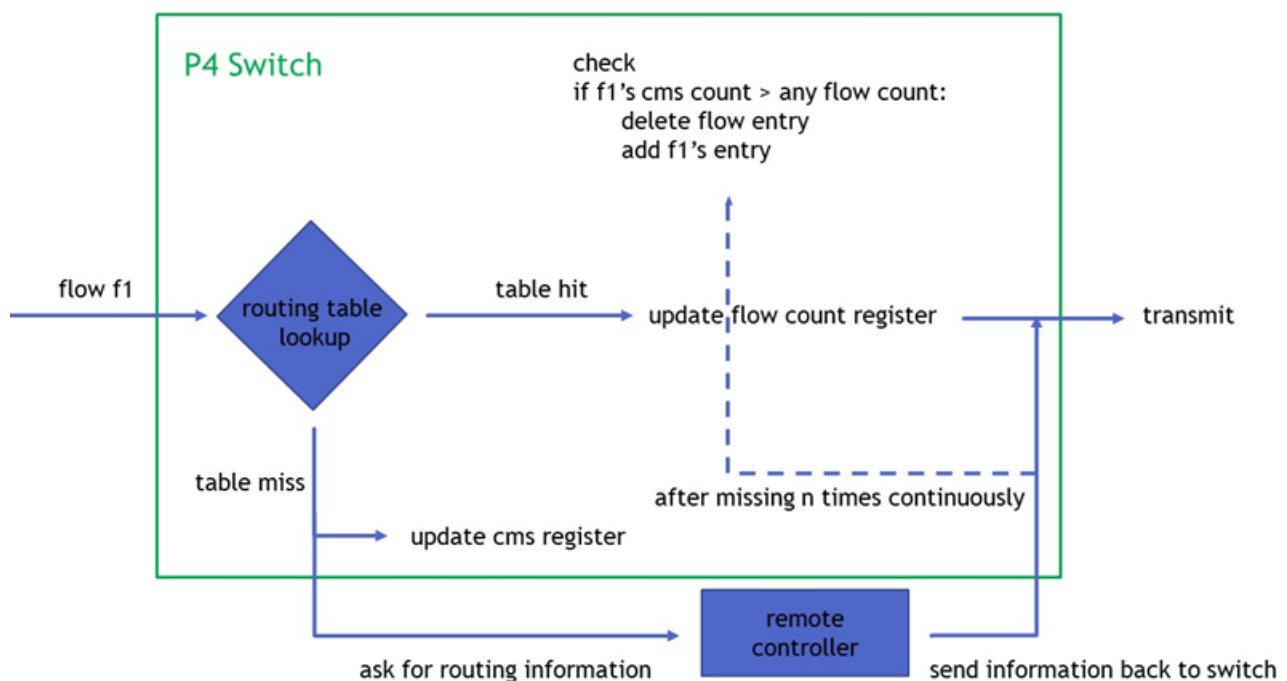 P4 Switch
check
if f1's cms count > any flow count:
delete flow entry
add f1's entry
flow f1
routing table
lookup
table hit
update flow count register
transmit
table miss
after missing n times continuously
update cms register
remote
controller
ask for routing information
send information back to switch